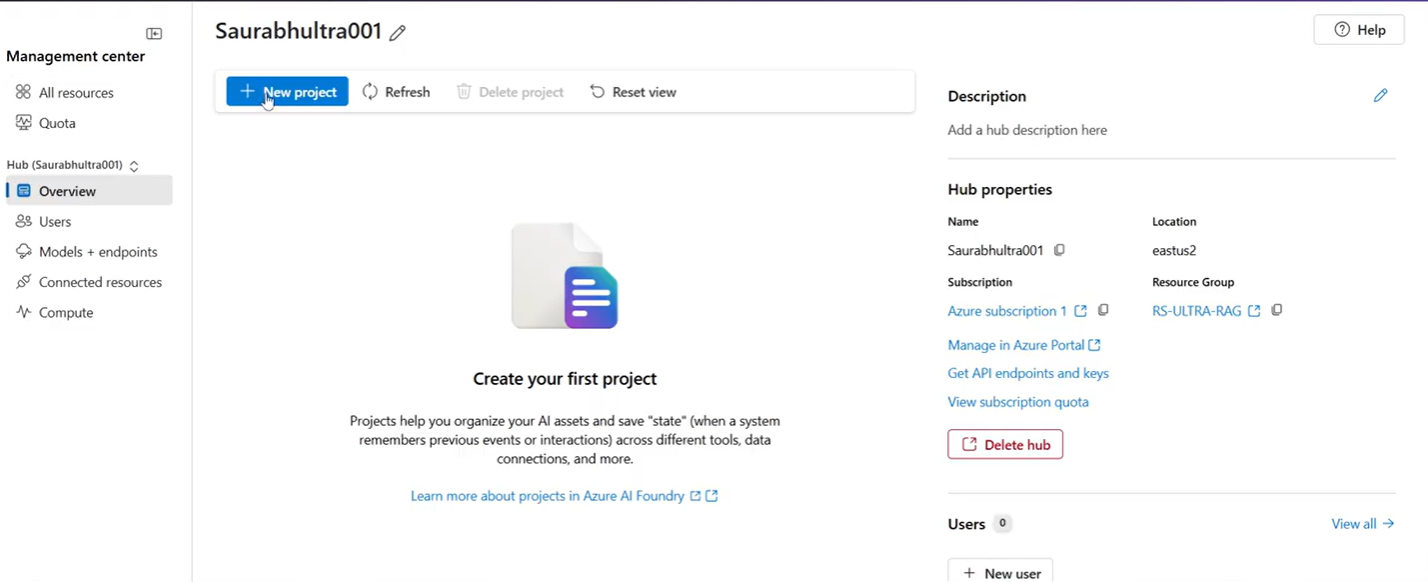 Management center
All resources
Quota
Hub (Saurabhultra001)
Overview
Users
Models + endpoints
Connected resources
Compute
Saurabhultra001
Help
New project Refresh Delete project Reset view
Create your first project
Projects help you organize your AI assets and save "state" (when a system
remembers previous events or interactions) across different tools, data
connections, and more.
Learn more about projects in Azure AI Foundry
Description
Add a hub description here
Hub properties
Name Location
Saurabhultra001 eastus2
Subscription Resource Group
Azure subscription 1 RS-ULTRA-RAG
Manage in Azure Portal
Get API endpoints and keys
View subscription quota
Delete hub
Users 0 View all
New user